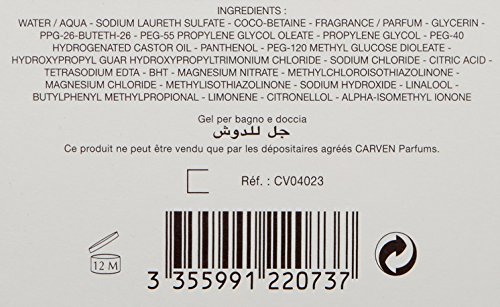 INGREDIENTS :
WATER / AQUA - SODIUM LAURETH SULFATE - COCO-BETAINE - FRAGRANCE / PARFUM - GLYCERIN -
PPG-26-BUTETH-26 - PEG-55 PROPYLENE GLYCOL OLEATE - PROPYLENE GLYCOL - PEG-40
HYDROGENATED CASTOR OIL - PANTHENOL - PEG-120 METHYL GLUCOSE DIOLEATE -
HYDROXYPROPYL GUAR HYDROXYPROPYLTRIMONIUM CHLORIDE - SODIUM CHLORIDE - CITRIC ACID -
TETRASODIUM EDTA - BHT - MAGNESIUM NITRATE - METHYLCHLOROISOTHIAZOLINONE -
MAGNESIUM CHLORIDE - METHYLISOTHIAZOLINONE - SODIUM HYDROXIDE - LINALOOL -
BUTYLPHENYL METHYLPROPIONAL - LIMONENE - CITRONELLOL - ALPHA-ISOMETHYL IONONE
Gel per bagno e doccia
جل للدوش
Ce produit ne peut être vendu que par les dépositaires agréés CARVEN Parfums.
Réf. : CV04023
12 M
3 355991 220737